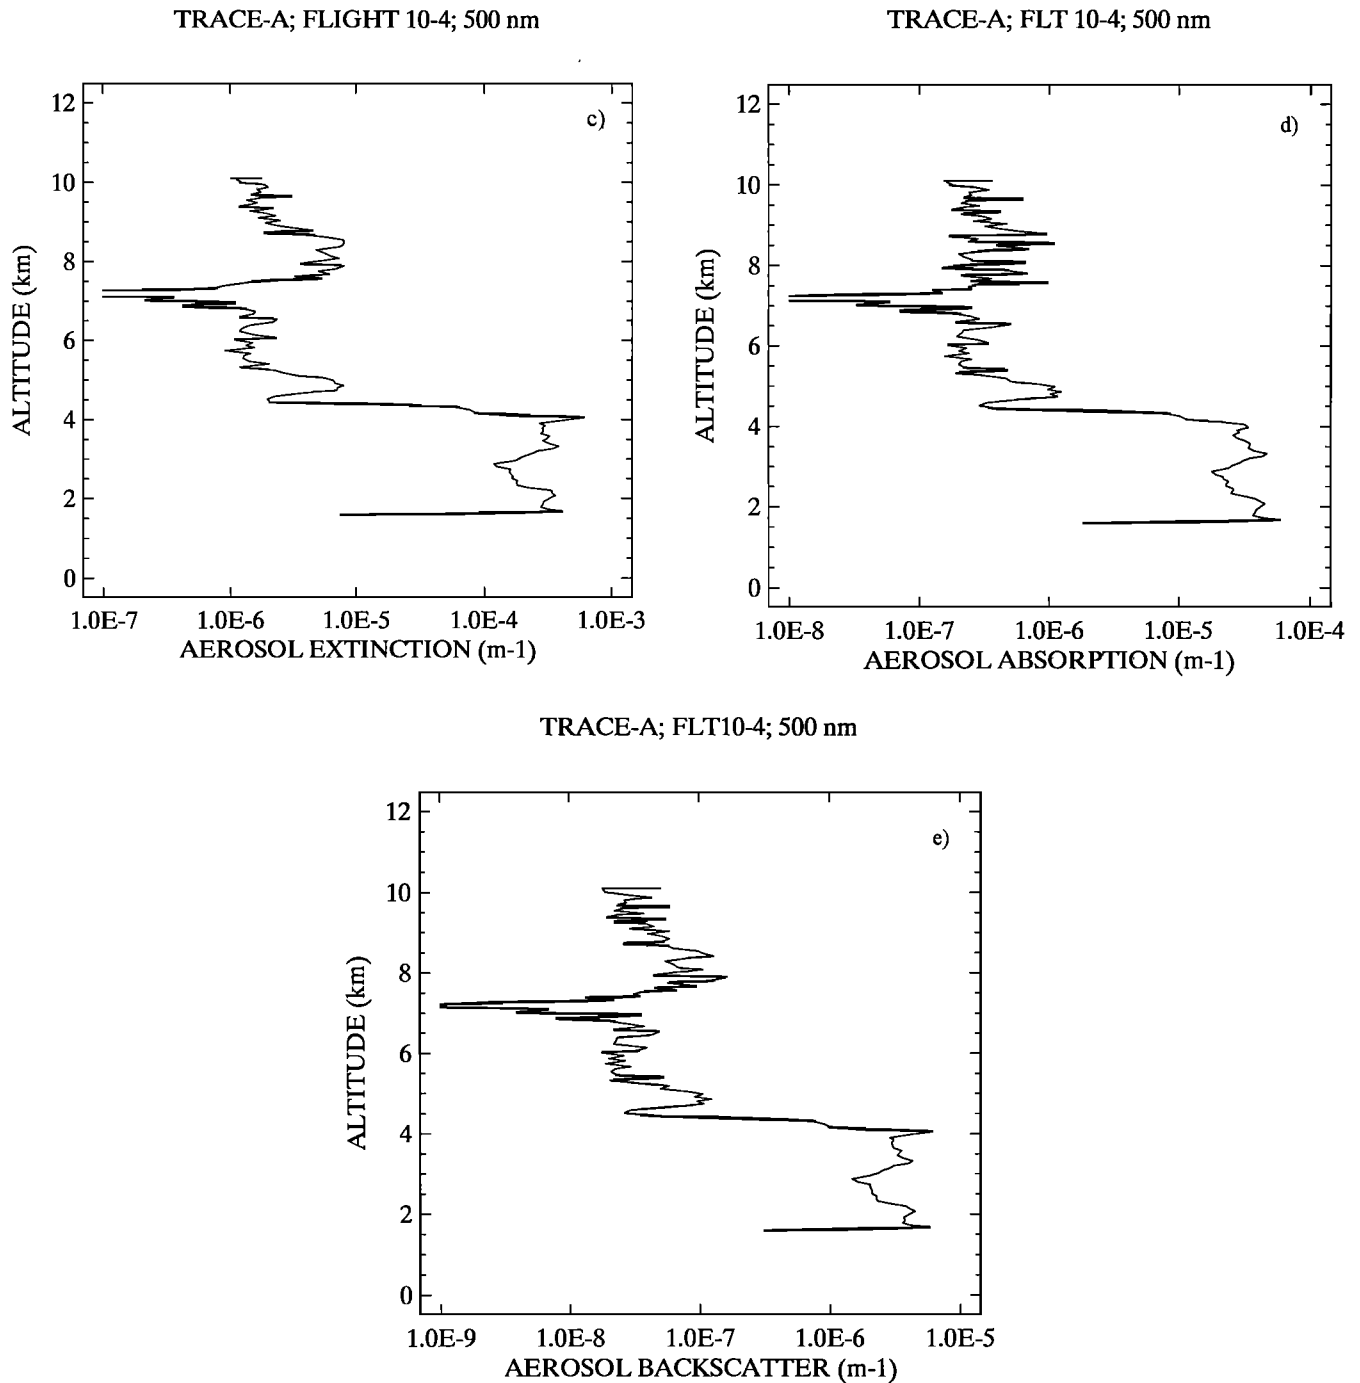 TRACE-A; FLIGHT 10-4; 500 nm
c)
12
10
8
6
4
2
0
ALTITUDE (km)
1.0E-7 1.0E-6 1.0E-5 1.0E-4 1.0E-3
AEROSOL EXTINCTION (m-1)
TRACE-A; FLT 10-4; 500 nm
d)
12
10
8
6
4
2
0
ALTITUDE (km)
1.0E-8 1.0E-7 1.0E-6 1.0E-5 1.0E-4
AEROSOL ABSORPTION (m-1)
TRACE-A; FLT10-4; 500 nm
e)
12
10
8
6
4
2
0
ALTITUDE (km)
1.0E-9 1.0E-8 1.0E-7 1.0E-6 1.0E-5
AEROSOL BACKSCATTER (m-1)